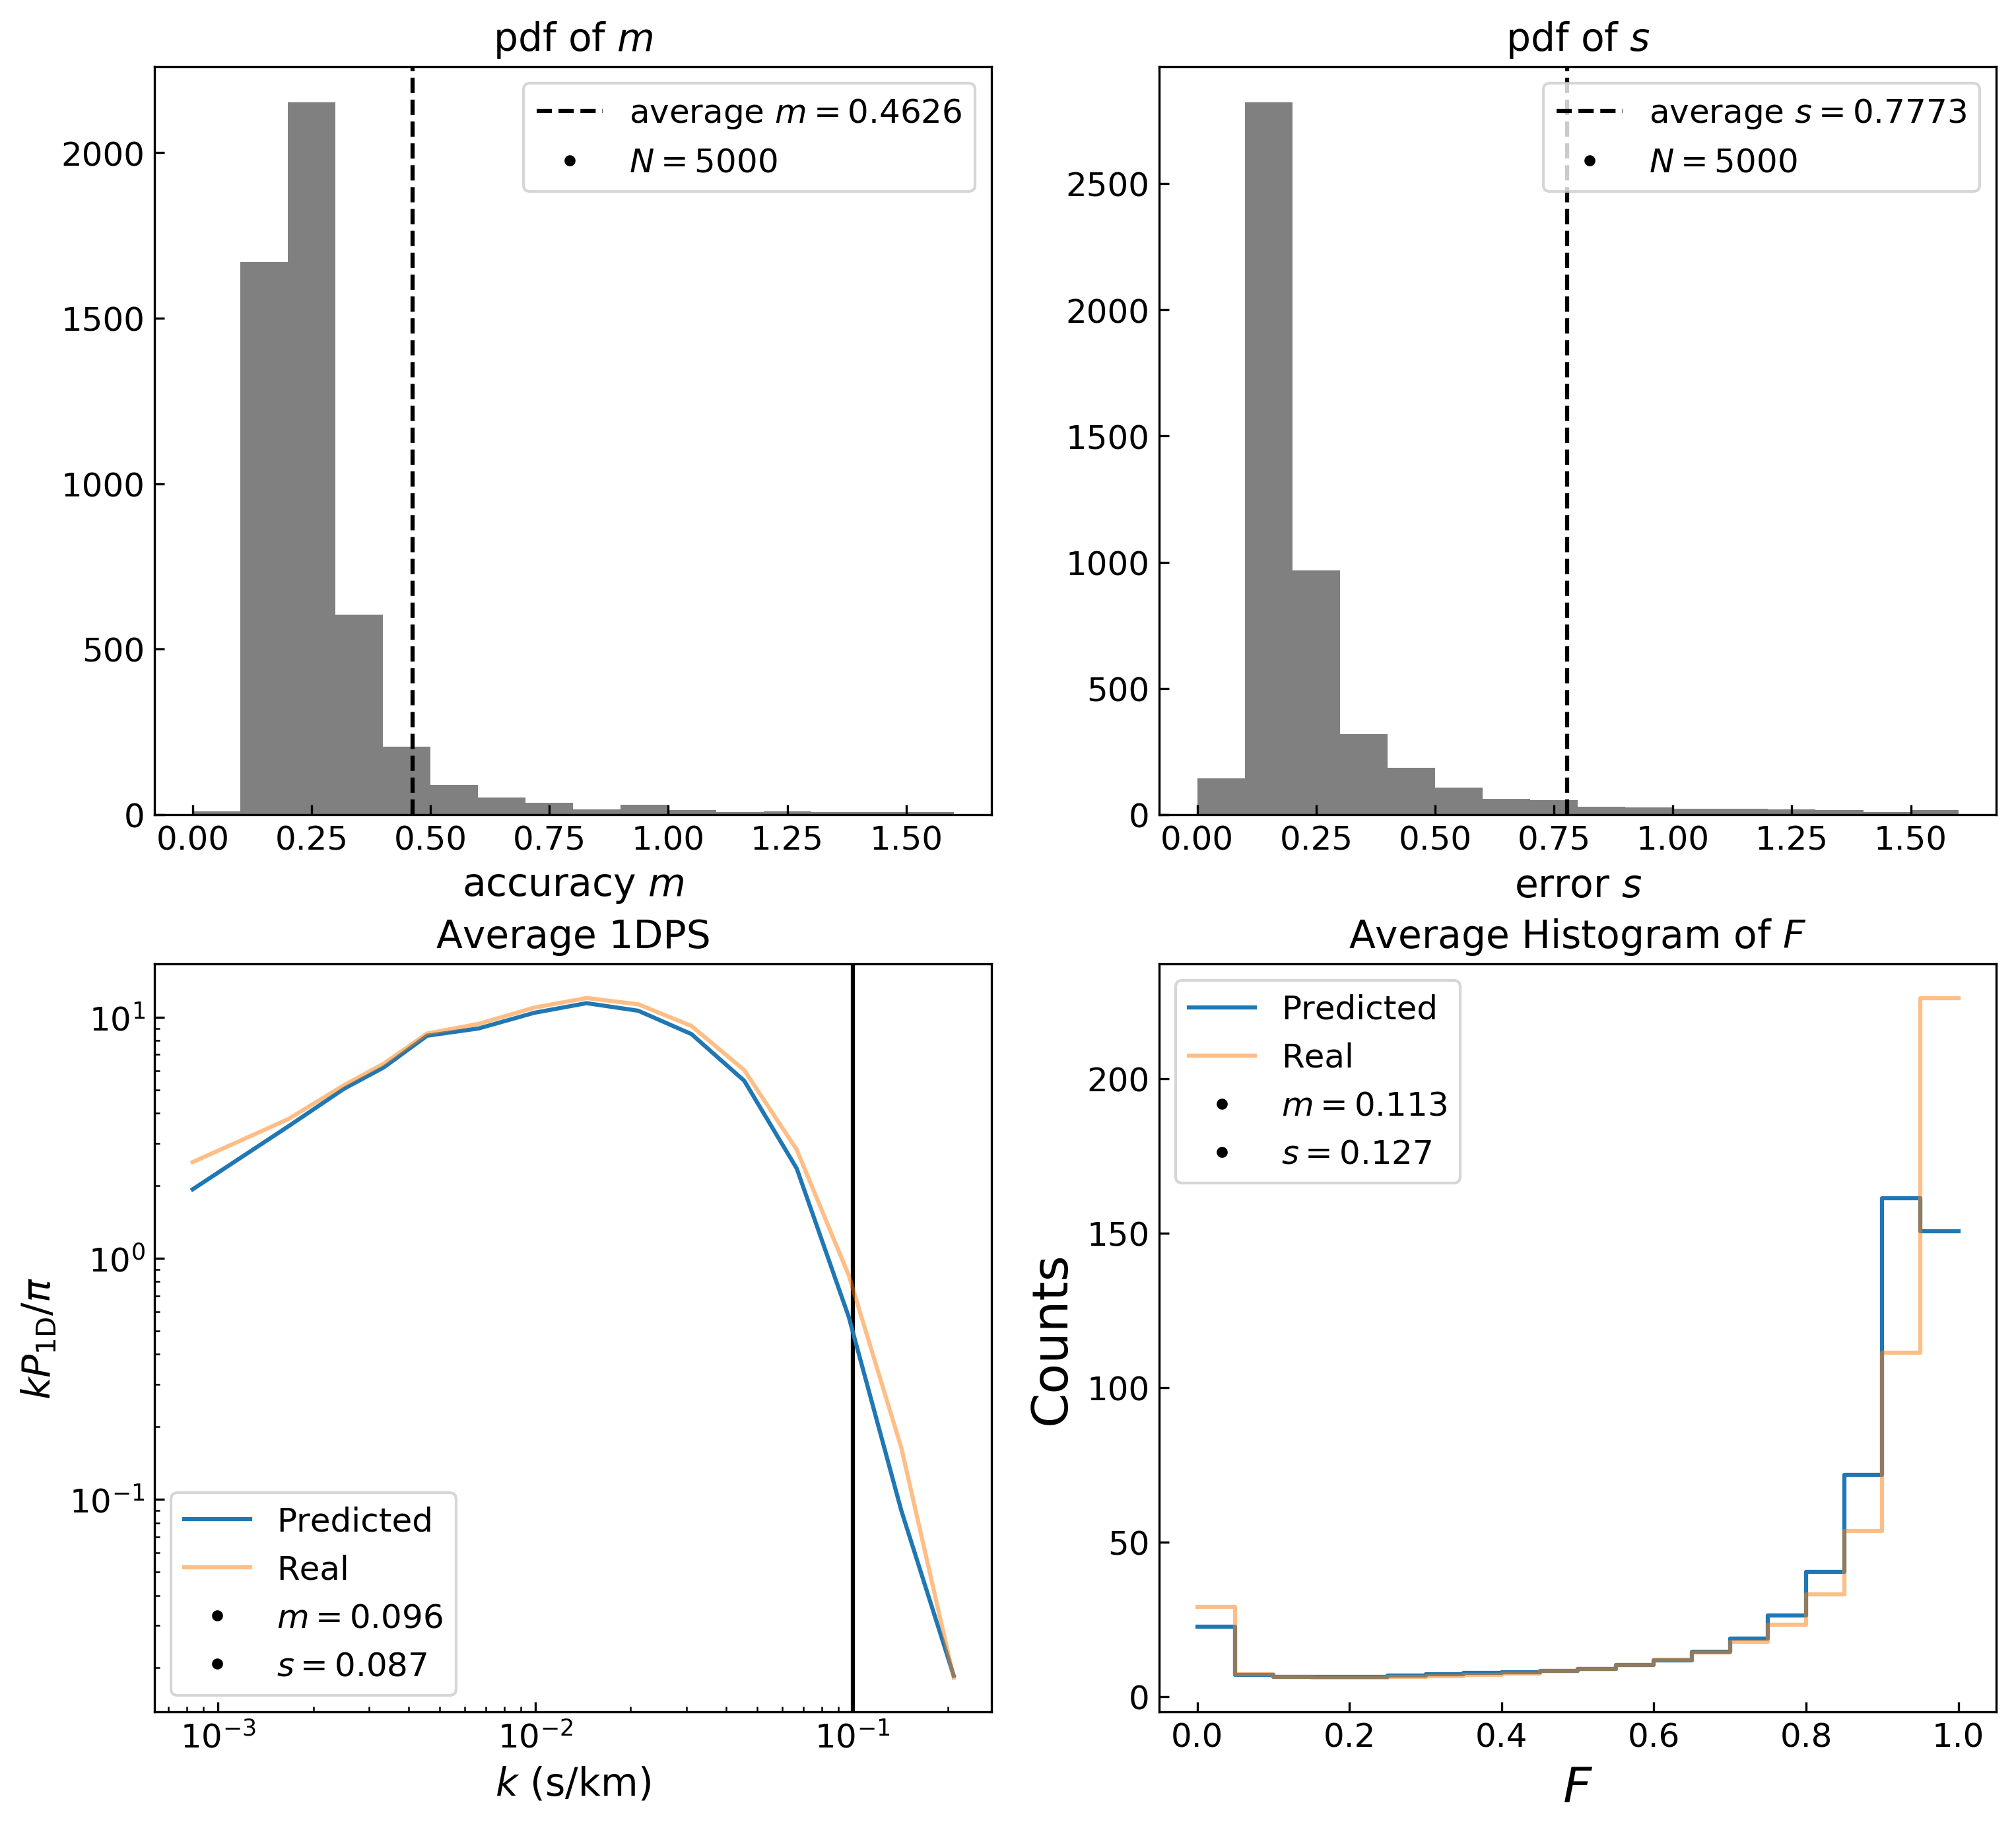 pdf of m
average m = 0.4626
N = 5000
2000
1500
1000
500
0
0.00 0.25 0.50 0.75 1.00 1.25 1.50
accuracy m
pdf of s
average s = 0.7773
N = 5000
2500
2000
1500
1000
500
0
0.00 0.25 0.50 0.75 1.00 1.25 1.50
error s
Average 1DPS
10¹
10⁰
10⁻¹
kP1D/π
Predicted
Real
m = 0.096
s = 0.087
10⁻³ 10⁻² 10⁻¹
k (s/km)
Average Histogram of F
Predicted
Real
m = 0.113
s = 0.127
200
150
100
50
0
Counts
0.0 0.2 0.4 0.6 0.8 1.0
F